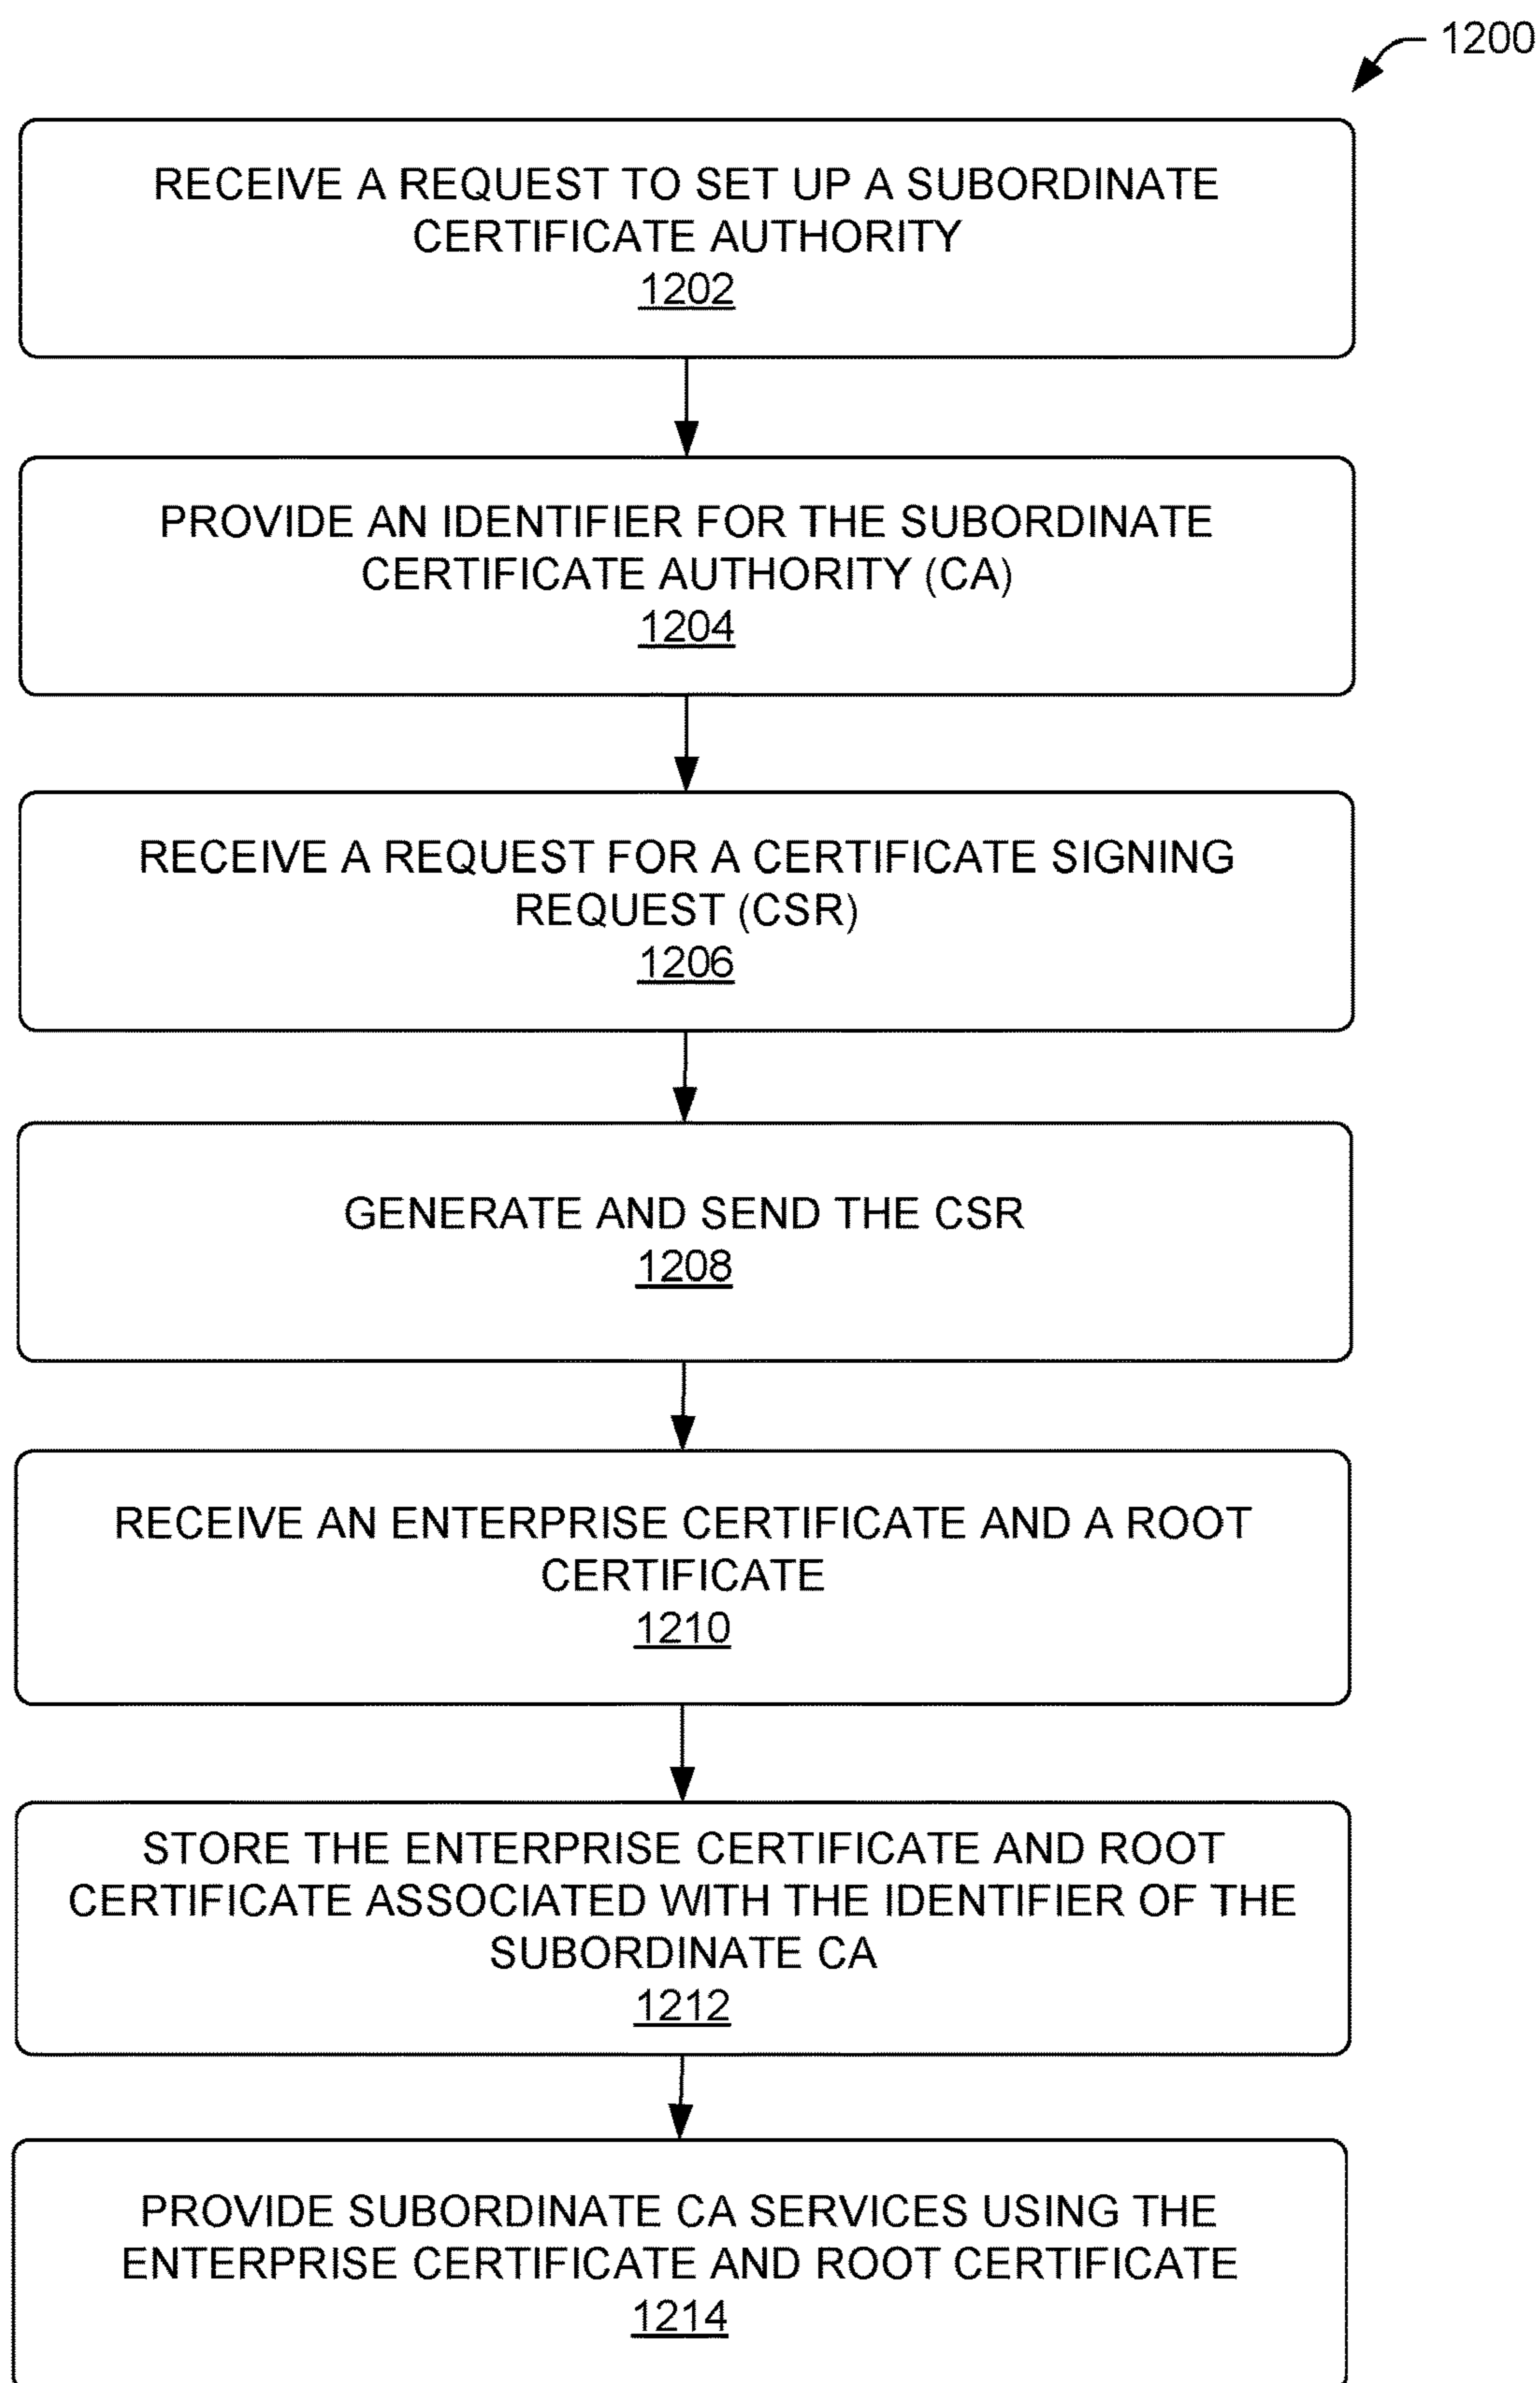 1200
RECEIVE A REQUEST TO SET UP A SUBORDINATE
CERTIFICATE AUTHORITY
1202
PROVIDE AN IDENTIFIER FOR THE SUBORDINATE
CERTIFICATE AUTHORITY (CA)
1204
RECEIVE A REQUEST FOR A CERTIFICATE SIGNING
REQUEST (CSR)
1206
GENERATE AND SEND THE CSR
1208
RECEIVE AN ENTERPRISE CERTIFICATE AND A ROOT
CERTIFICATE
1210
STORE THE ENTERPRISE CERTIFICATE AND ROOT
CERTIFICATE ASSOCIATED WITH THE IDENTIFIER OF THE
SUBORDINATE CA
1212
PROVIDE SUBORDINATE CA SERVICES USING THE
ENTERPRISE CERTIFICATE AND ROOT CERTIFICATE
1214